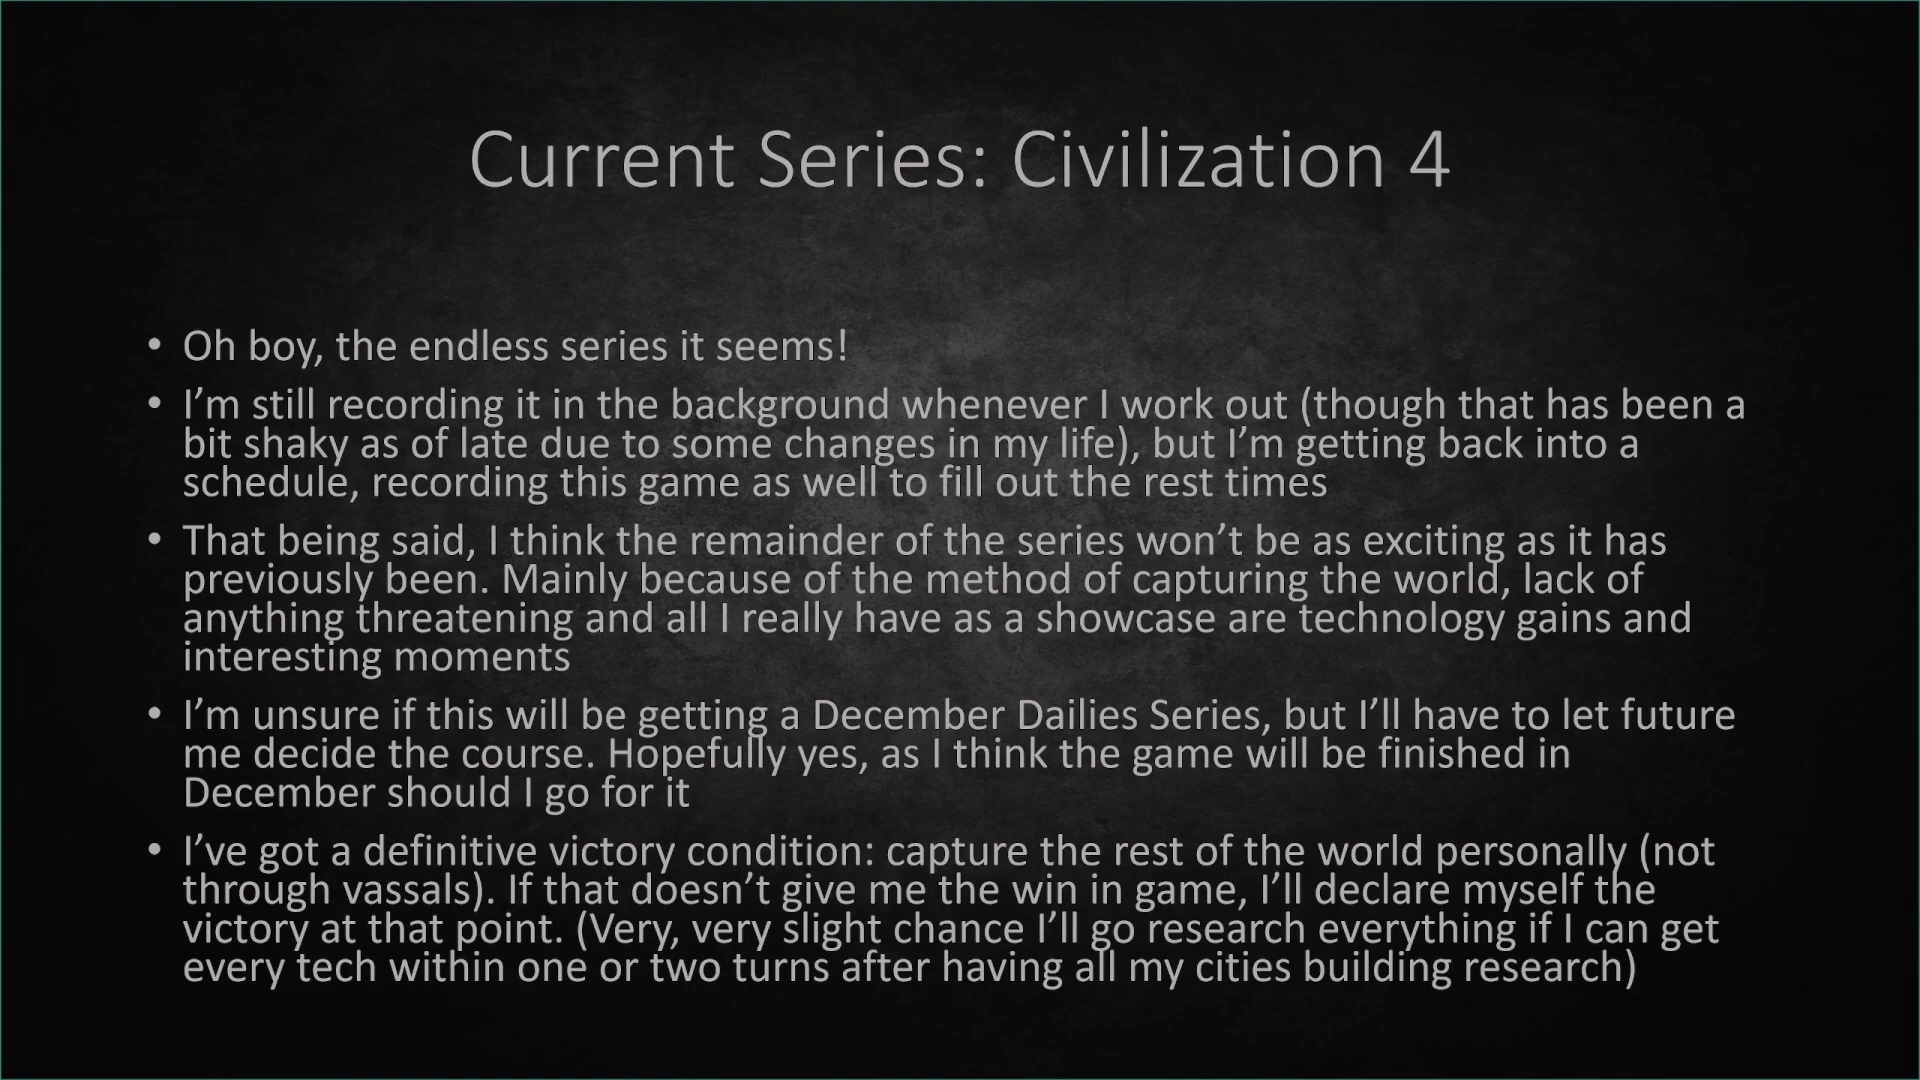 Current Series: Civilization 4
• Oh boy, the endless series it seems!
• I’m still recording it in the background whenever I work out (though that has been a
bit shaky as of late due to some changes in my life), but I’m getting back into a
schedule, recording this game as well to fill out the rest times
• That being said, I think the remainder of the series won’t be as exciting as it has
previously been. Mainly because of the method of capturing the world, lack of
anything threatening and all I really have as a showcase are technology gains and
interesting moments
• I’m unsure if this will be getting a December Dailies Series, but I’ll have to let future
me decide the course. Hopefully yes, as I think the game will be finished in
December should I go for it
• I’ve got a definitive victory condition: capture the rest of the world personally (not
through vassals). If that doesn’t give me the win in game, I’ll declare myself the
victory at that point. (Very, very slight chance I’ll go research everything if I can get
every tech within one or two turns after having all my cities building research)